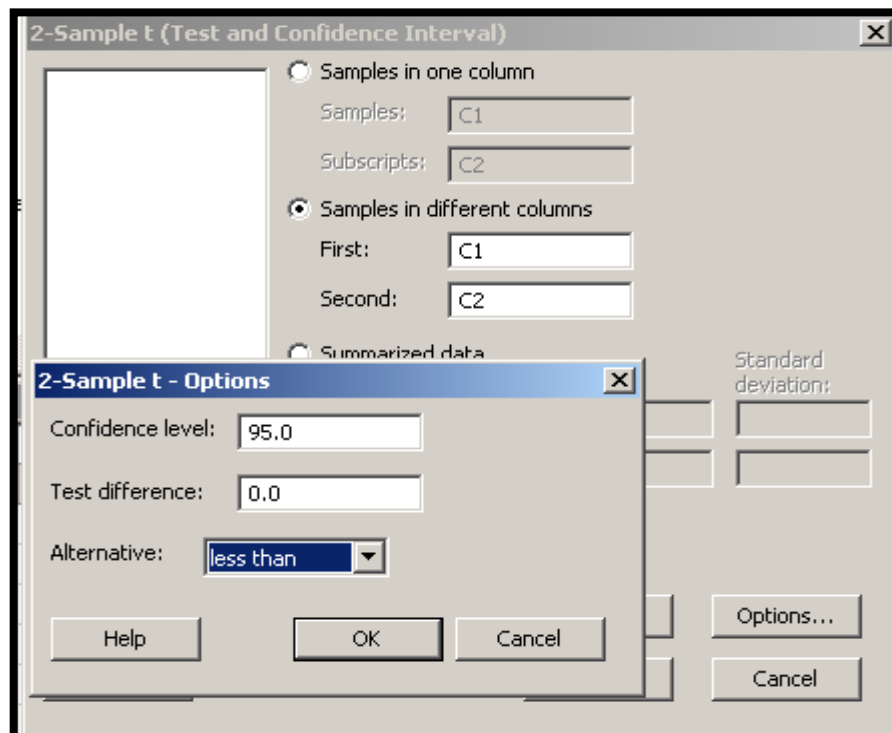 2-Sample t (Test and Confidence Interval)
Samples in one column
Samples: C1
Subscripts: C2
Samples in different columns
First: C1
Second: C2
Summarized data
Standard
deviation:
2-Sample t - Options
Confidence level: 95.0
Test difference: 0.0
Alternative: less than
Help OK Cancel
Options...
Cancel